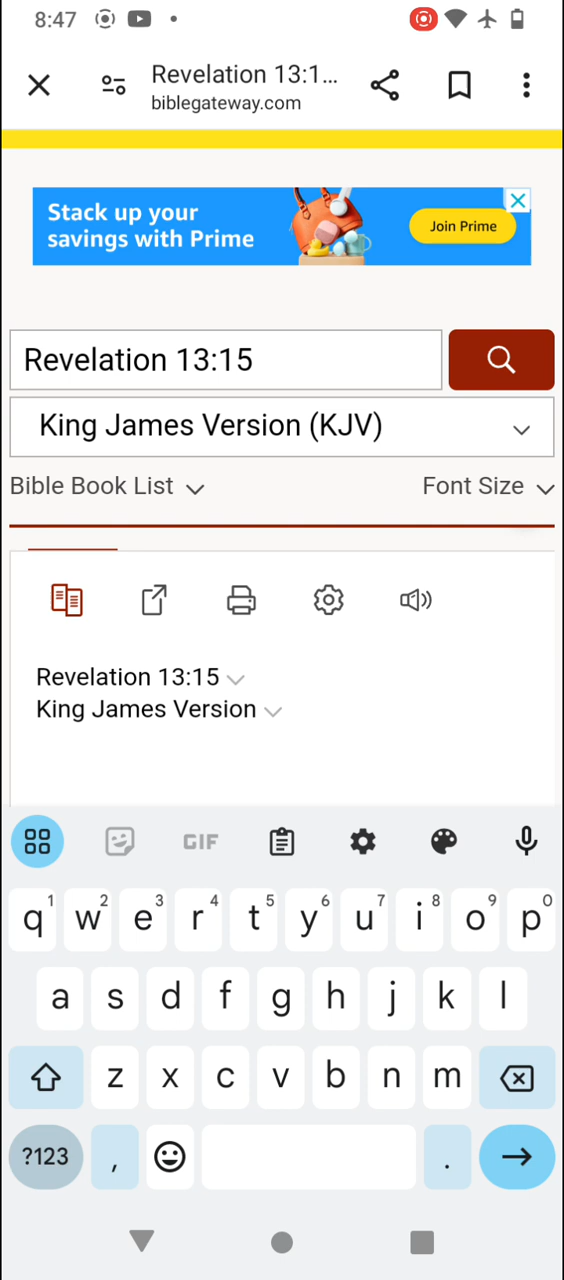 8:47
Revelation 13:1...
biblegateway.com
Stack up your
savings with Prime
Join Prime
Revelation 13:15
King James Version (KJV)
Bible Book List
Font Size
Revelation 13:15
King James Version
GIF
q1 w2 e3 r4 t5 y6 u7 i8 o9 p0
a s d f g h j k l
z x c v b n m
?123 , .